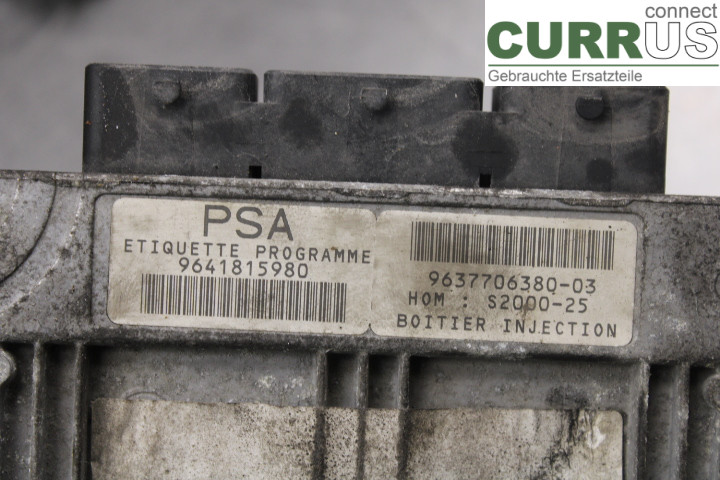 connect
CURRUS
Gebrauchte Ersatzteile
PSA
ETIQUETTE PROGRAMME
9641815980
9637706380-03
HOM : S2000-25
BOITIER INJECTION